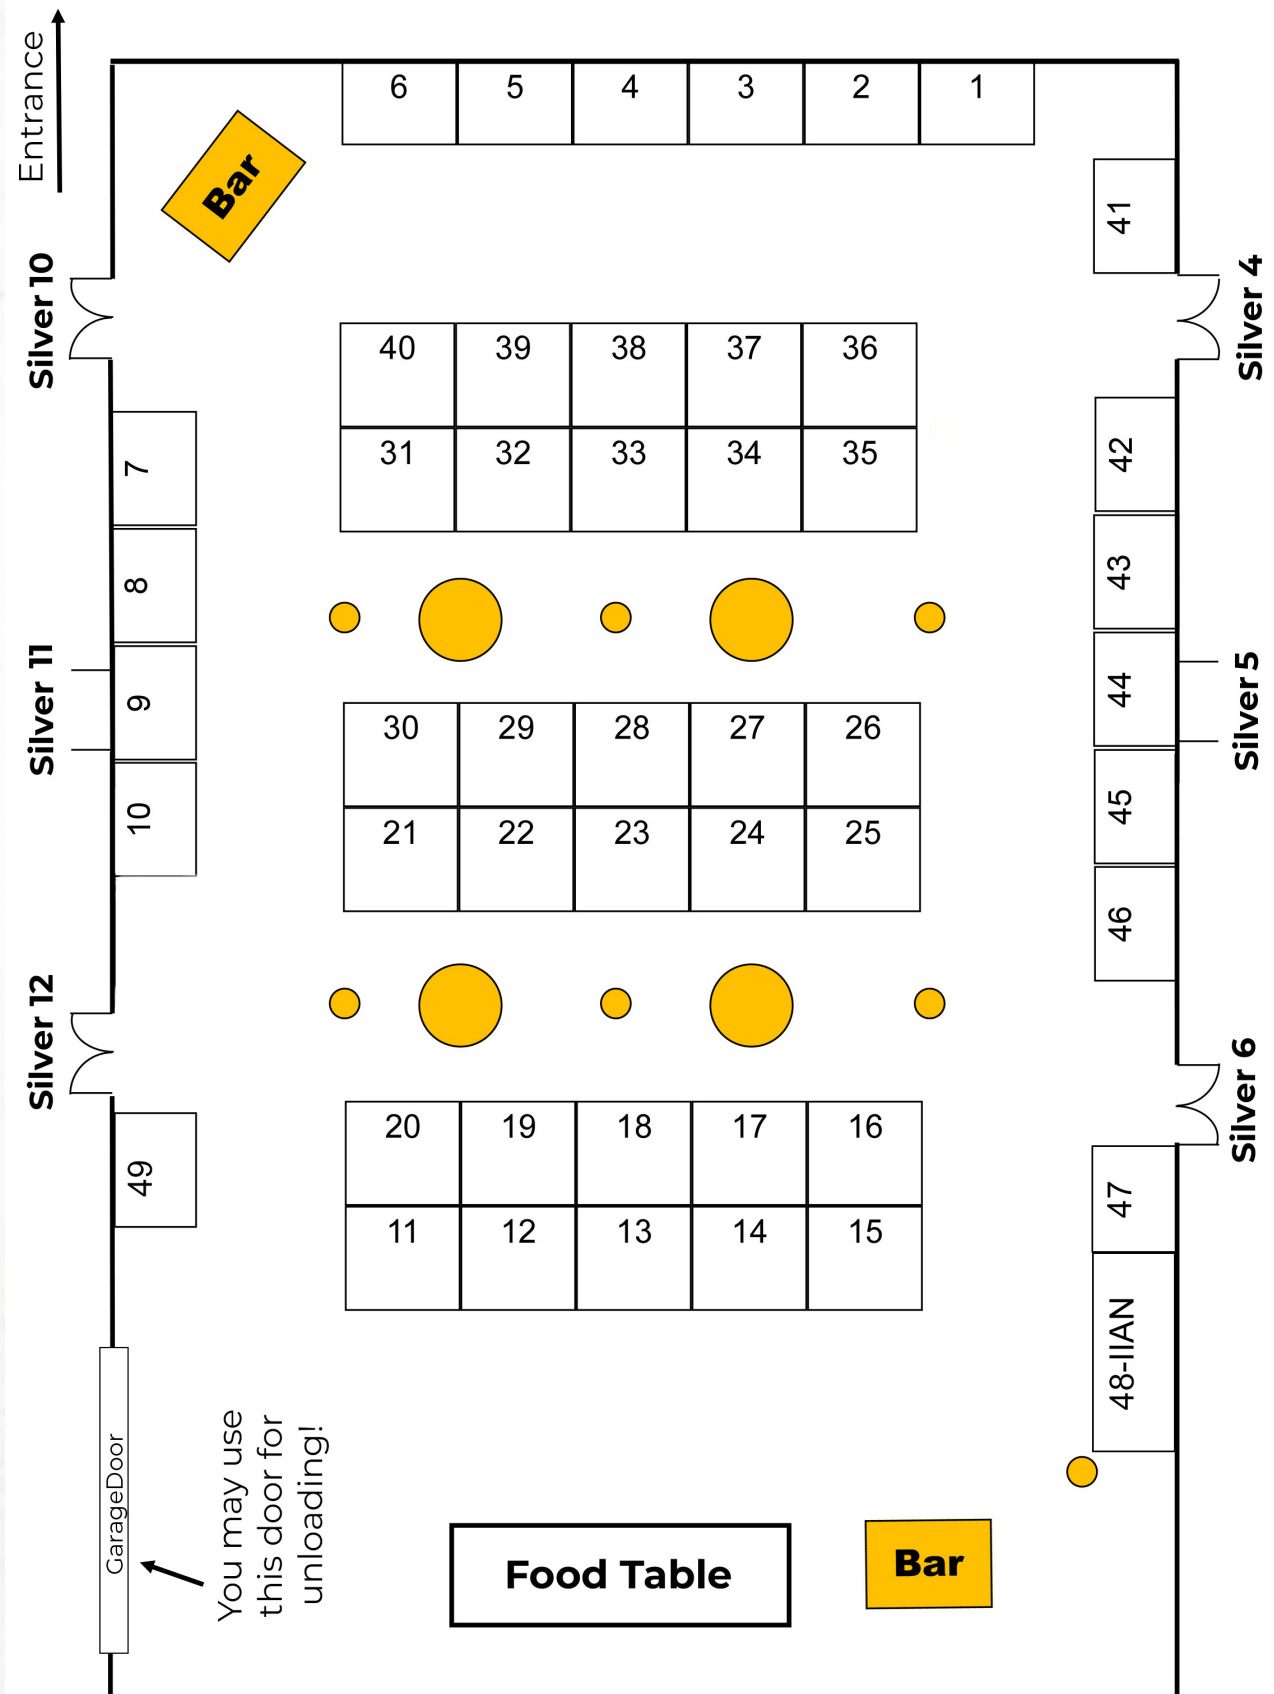 Entrance
6 5 4 3 2 1
Bar
41
Silver 10
Silver 4
40 39 38 37 36
31 32 33 34 35
7
42
8
43
Silver 11
9
44
Silver 5
30 29 28 27 26
21 22 23 24 25
10
45
46
Silver 12
Silver 6
20 19 18 17 16
11 12 13 14 15
49
47
48-IIAN
GarageDoor
You may use
this door for
unloading!
Food Table
Bar